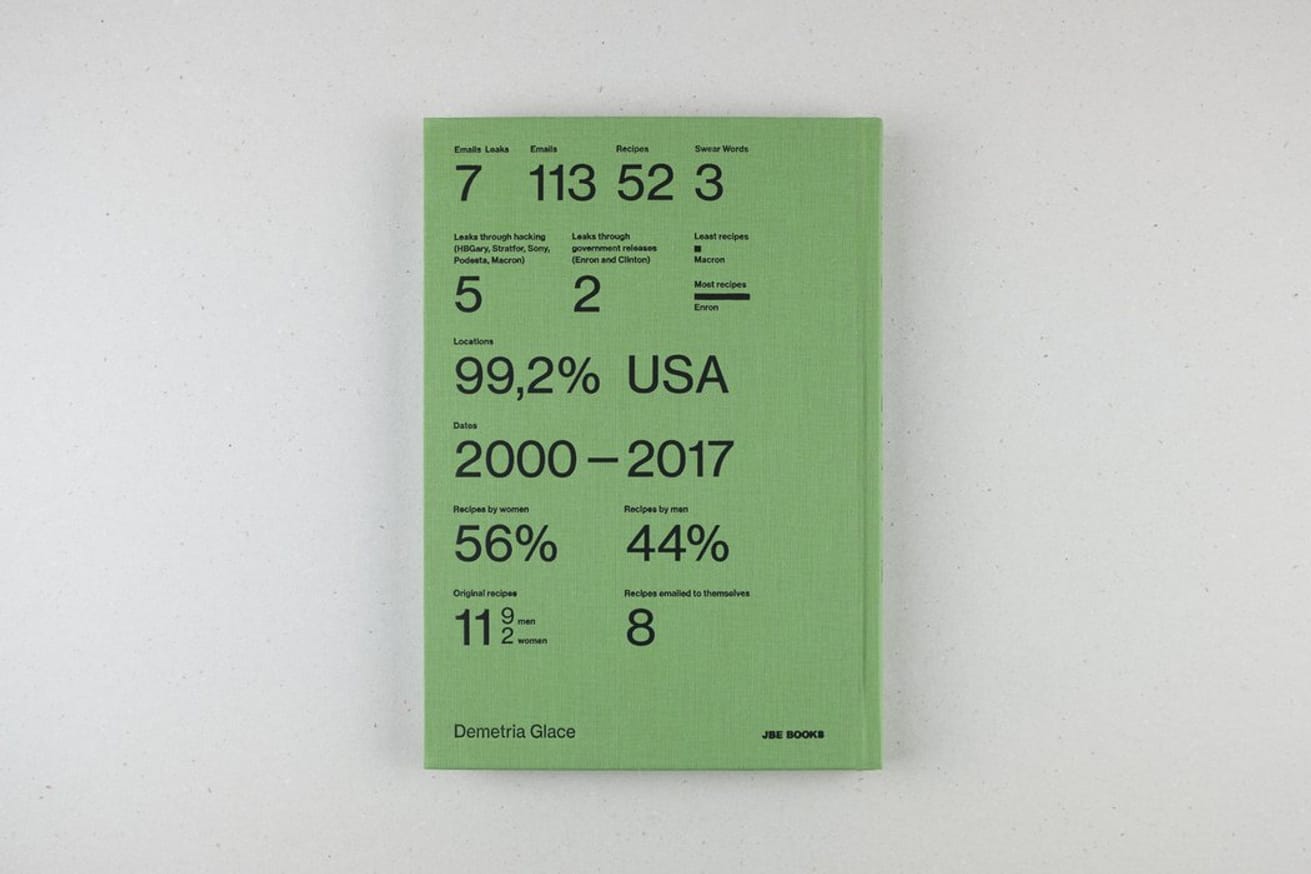 Emails Leaks Emails Recipes Swear Words
7 113 52 3
Leaks through hacking Leaks through Least recipes
(HBGary, Stratfor, Sony, government releases
Podesta, Macron) (Enron and Clinton) Macron
Most recipes
5 2 Enron
Locations
99,2% USA
Dates
2000 – 2017
Recipes by women Recipes by men
56% 44%
Original recipes Recipes emailed to themselves
11 9 men 8
2 women
Demetria Glace JBE BOOKS